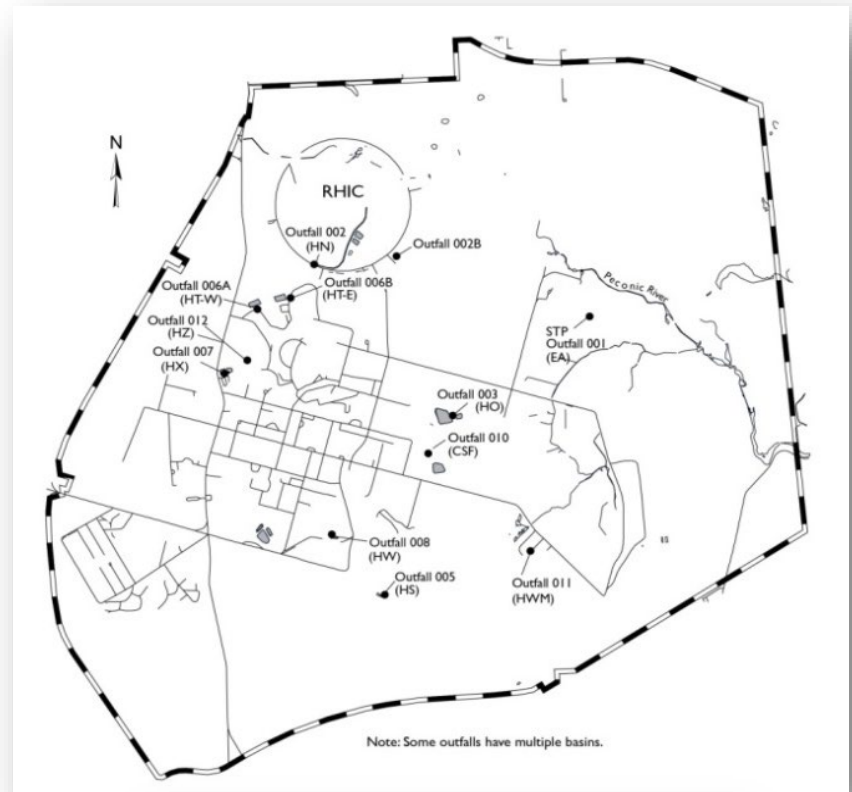 N
RHIC
Outfall 002
(HN)
Outfall 002B
Outfall 006A
(HT-W)
Outfall 006B
(HT-E)
Peconic River
Outfall 012
(HZ)
STP
Outfall 001
(EA)
Outfall 007
(HX)
Outfall 003
(HO)
Outfall 010
(CSF)
Outfall 008
(HW)
Outfall 005
(HS)
Outfall 011
(HWM)
Note: Some outfalls have multiple basins.